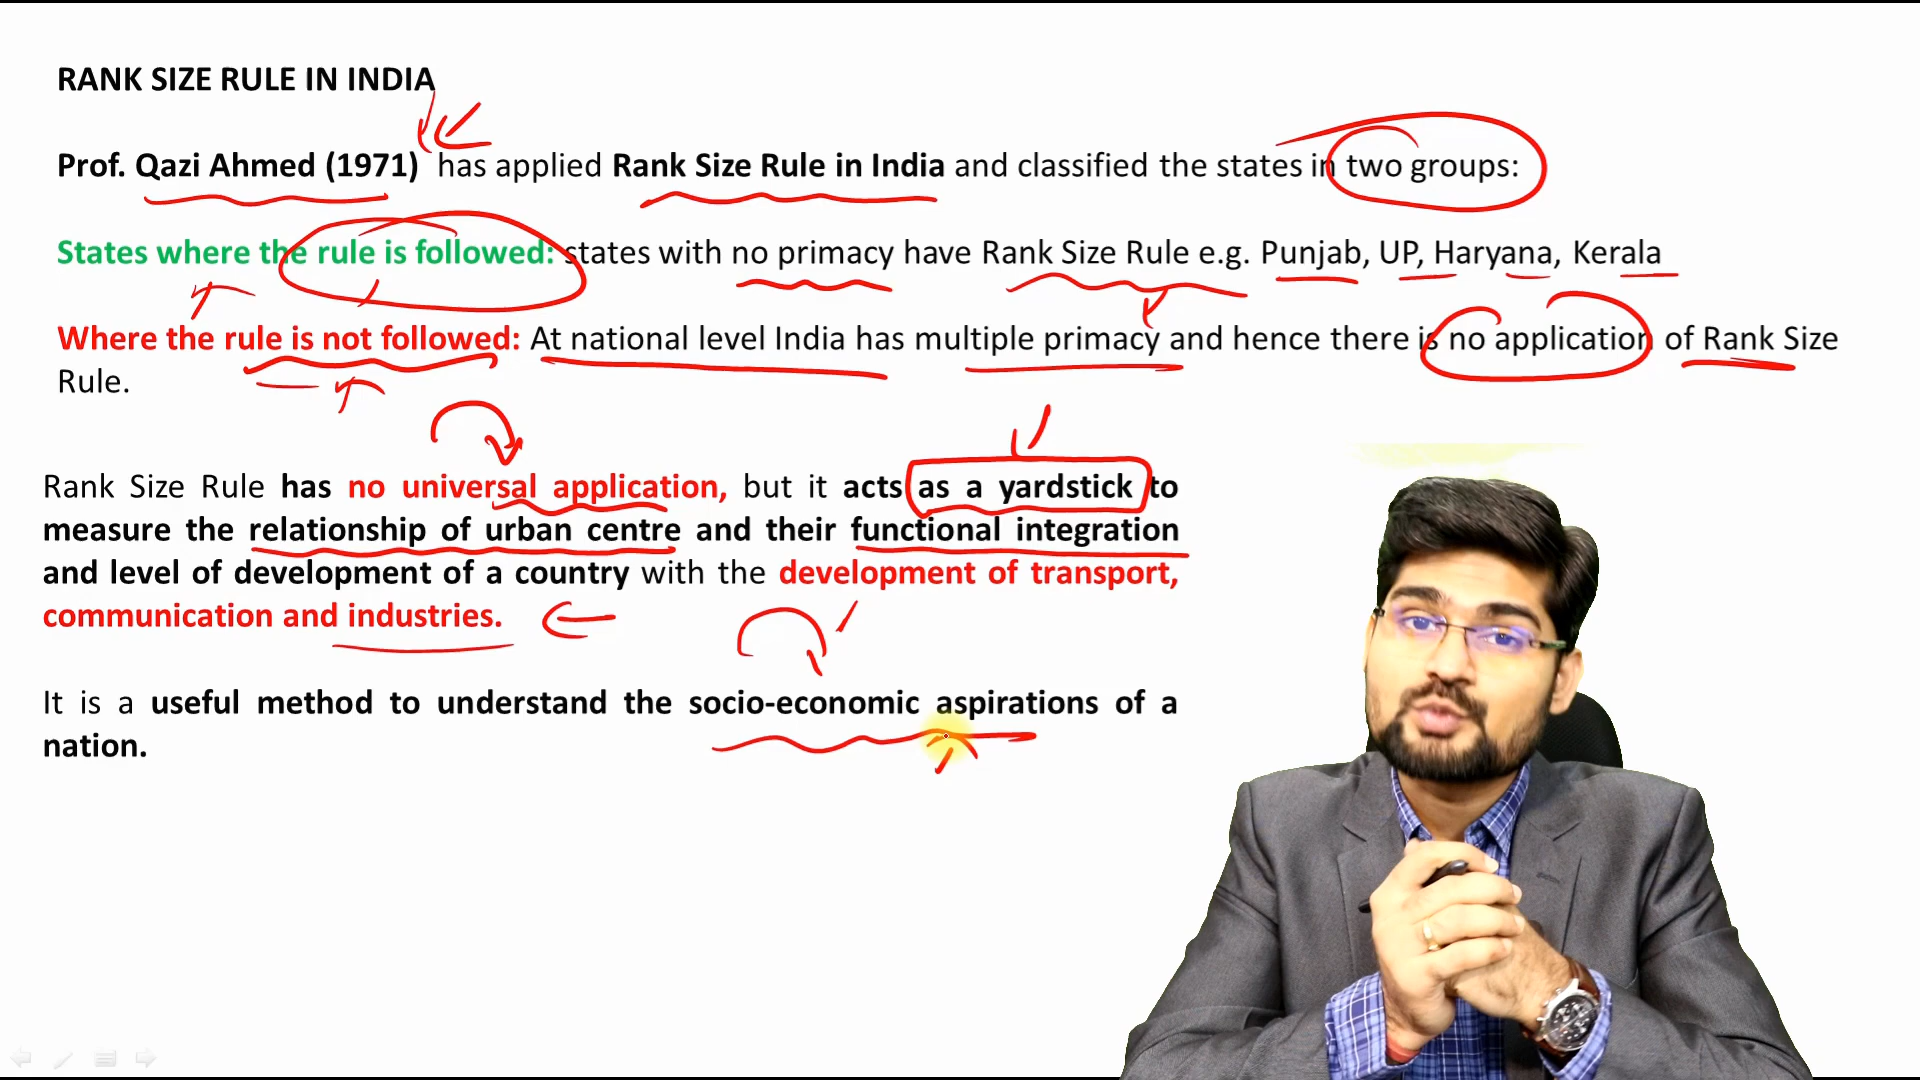 RANK SIZE RULE IN INDIA
Prof. Qazi Ahmed (1971) has applied Rank Size Rule in India and classified the states in two groups:
States where the rule is followed: states with no primacy have Rank Size Rule e.g. Punjab, UP, Haryana, Kerala
Where the rule is not followed: At national level India has multiple primacy and hence there is no application of Rank Size
Rule.
Rank Size Rule has no universal application, but it acts as a yardstick to
measure the relationship of urban centre and their functional integration
and level of development of a country with the development of transport,
communication and industries.
It is a useful method to understand the socio-economic aspirations of a
nation.